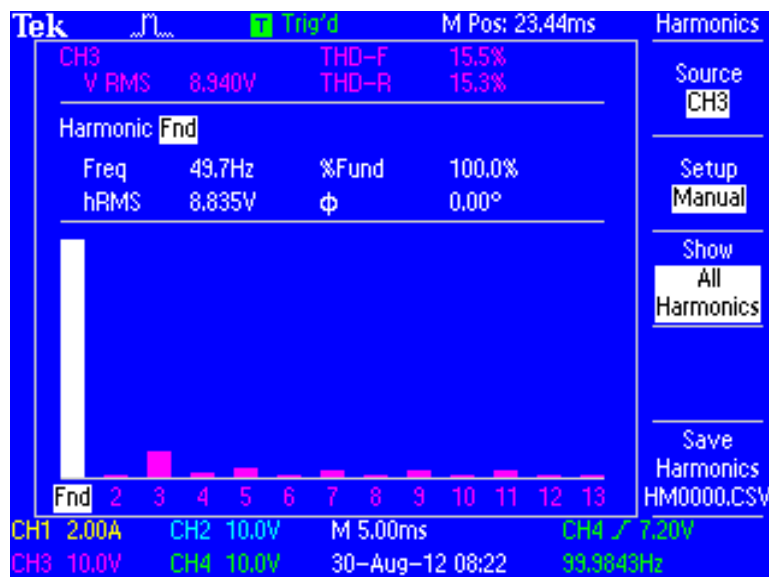 Tek T Trig'd M Pos: 23.44ms Harmonics
CH3 THD-F 15.5%
V RMS 8.940V THD-R 15.3%
Source
CH3
Harmonic Fnd
Freq 49.7Hz %Fund 100.0%
hRMS 8.835V ϕ 0.00°
Setup
Manual
Show
All
Harmonics
Save
Harmonics
HM0000.CSV
Fnd 2 3 4 5 6 7 8 9 10 11 12 13
CH1 2.00A CH2 10.0V M 5.00ms CH4 7.20V
CH3 10.0V CH4 10.0V 30-Aug-12 08:22 99.9843Hz